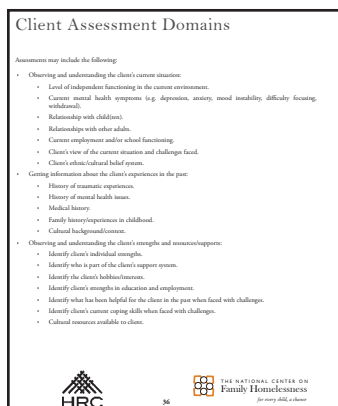 Client Assessment Domains
Assessments may include the following:
• Observing and understanding the client's current situation:
• Level of independent functioning in the current environment.
• Current mental health symptoms (e.g. depression, anxiety, mood instability, difficulty focusing,
withdrawal).
• Relationship with child(ren).
• Relationships with other adults.
• Current employment and/or school functioning.
• Client's view of the current situation and challenges faced.
• Client's ethnic/cultural belief system.
• Getting information about the client's experiences in the past:
• History of traumatic experiences.
• History of mental health issues.
• Medical history.
• Family history/experiences in childhood.
• Cultural background/context.
• Observing and understanding the client's strengths and resources/supports:
• Identify client's individual strengths.
• Identify who is part of the client's support system.
• Identify the client's hobbies/interests.
• Identify client's strengths in education and employment.
• Identify what has been helpful for the client in the past when faced with challenges.
• Identify client's current coping skills when faced with challenges.
• Cultural resources available to client.
HRC
36
THE NATIONAL CENTER ON
Family Homelessness
for every child, a chance